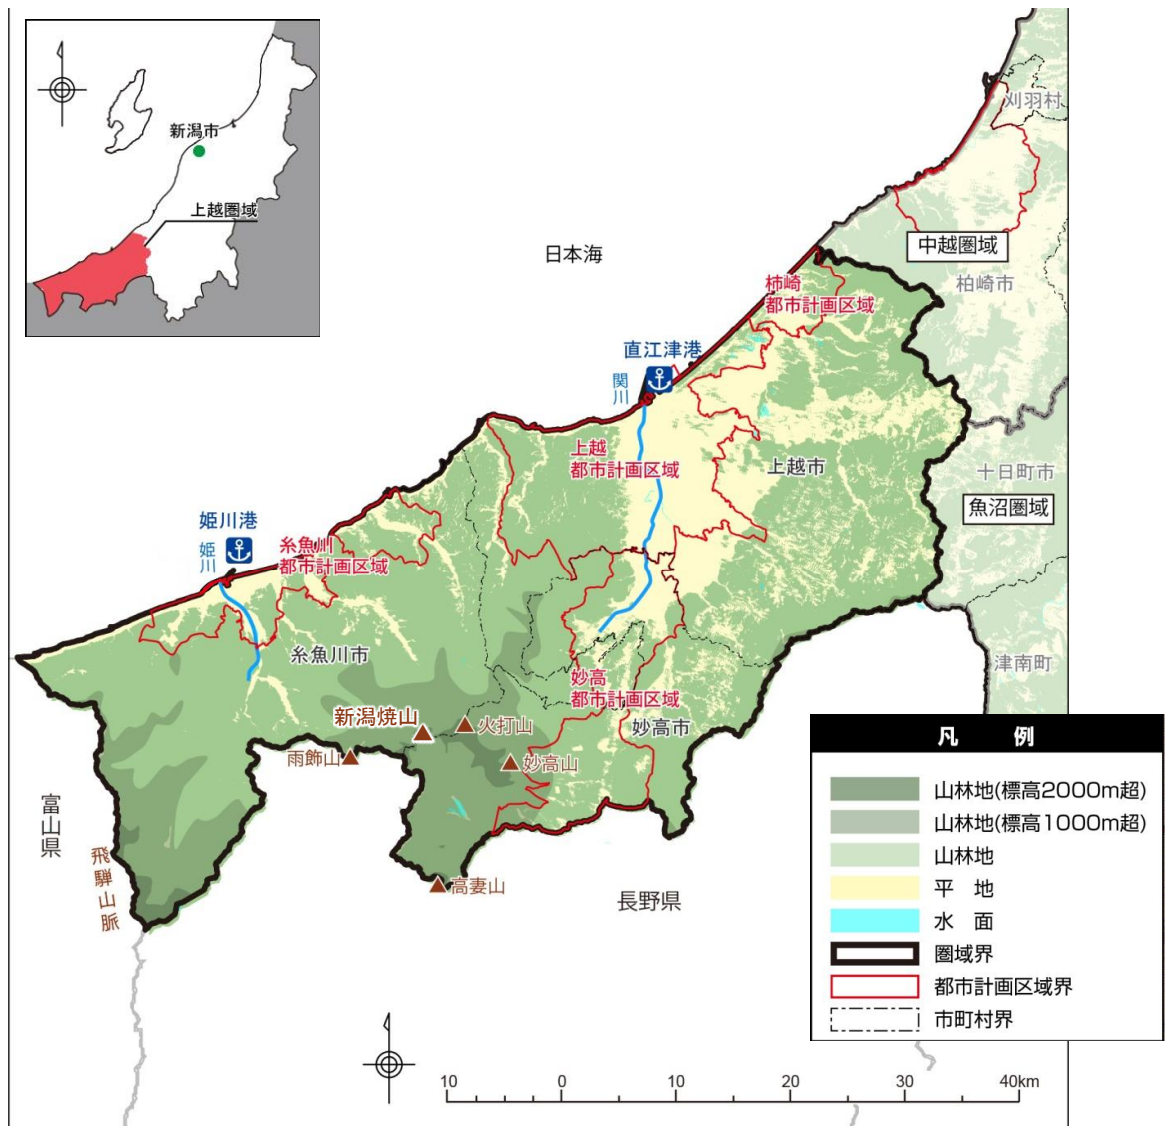 新潟市
上越圏域
日本海
刈羽村
中越圏域
柏崎市
柿崎
都市計画区域
直江津港
関川
上越
都市計画区域
上越市
十日町市
魚沼圏域
姫川港
姫川
糸魚川
都市計画区域
糸魚川市
津南町
妙高
都市計画区域
妙高市
新潟焼山
火打山
雨飾山
妙高山
高妻山
富山県
飛騨山脈
長野県
凡 例
山林地(標高2000m超)
山林地(標高1000m超)
山林地
平 地
水 面
圏域界
都市計画区域界
市町村界
10 0 10 20 30 40km